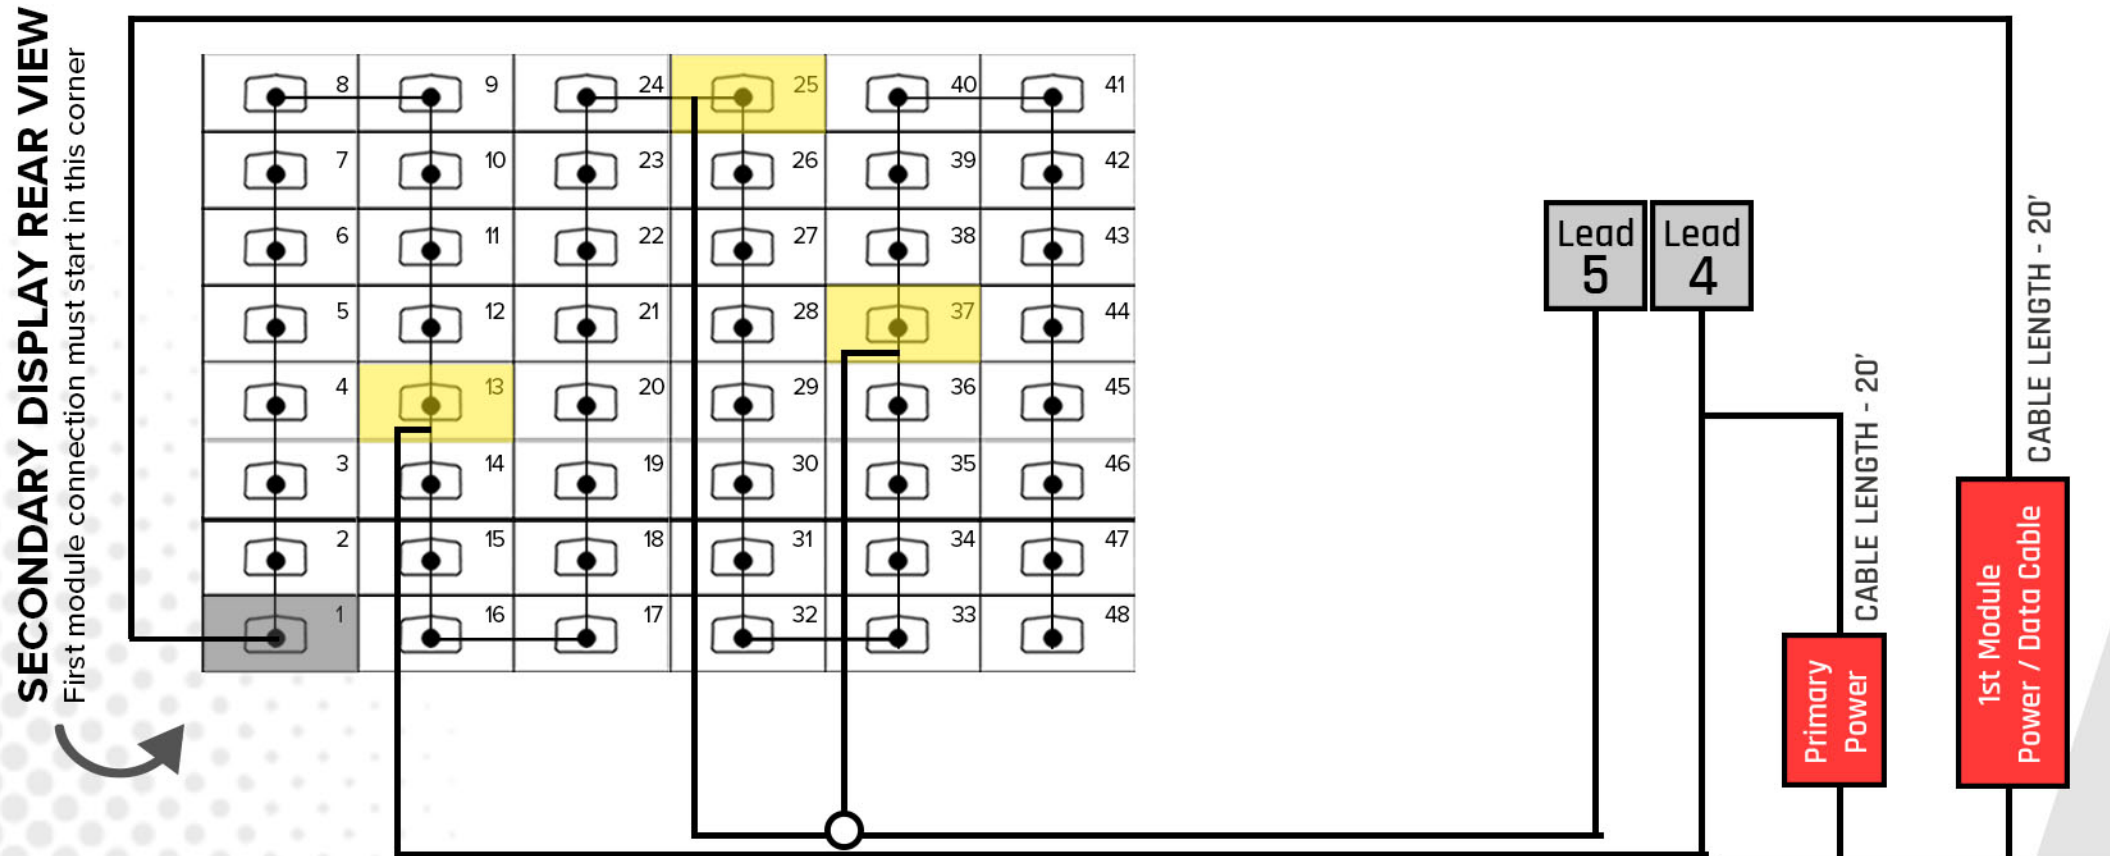 SECONDARY DISPLAY REAR VIEW
First module connection must start in this corner
8 9 24 25 40 41
7 10 23 26 39 42
6 11 22 27 38 43
5 12 21 28 37 44
4 13 20 29 36 45
3 14 19 30 35 46
2 15 18 31 34 47
1 16 17 32 33 48
Lead
5
Lead
4
CABLE LENGTH - 20'
Primary
Power
CABLE LENGTH - 20'
1st Module
Power / Data Cable